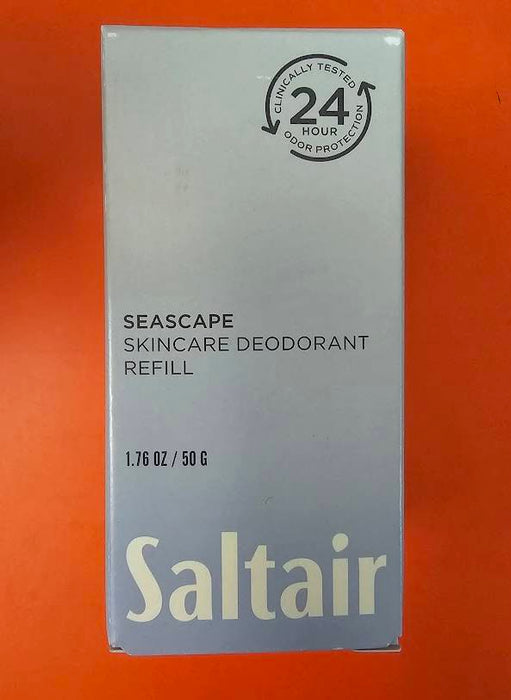 CLINICALLY TESTED
24
HOUR
ODOR PROTECTION
SEASCAPE
SKINCARE DEODORANT
REFILL
1.76 OZ / 50 G
Saltair